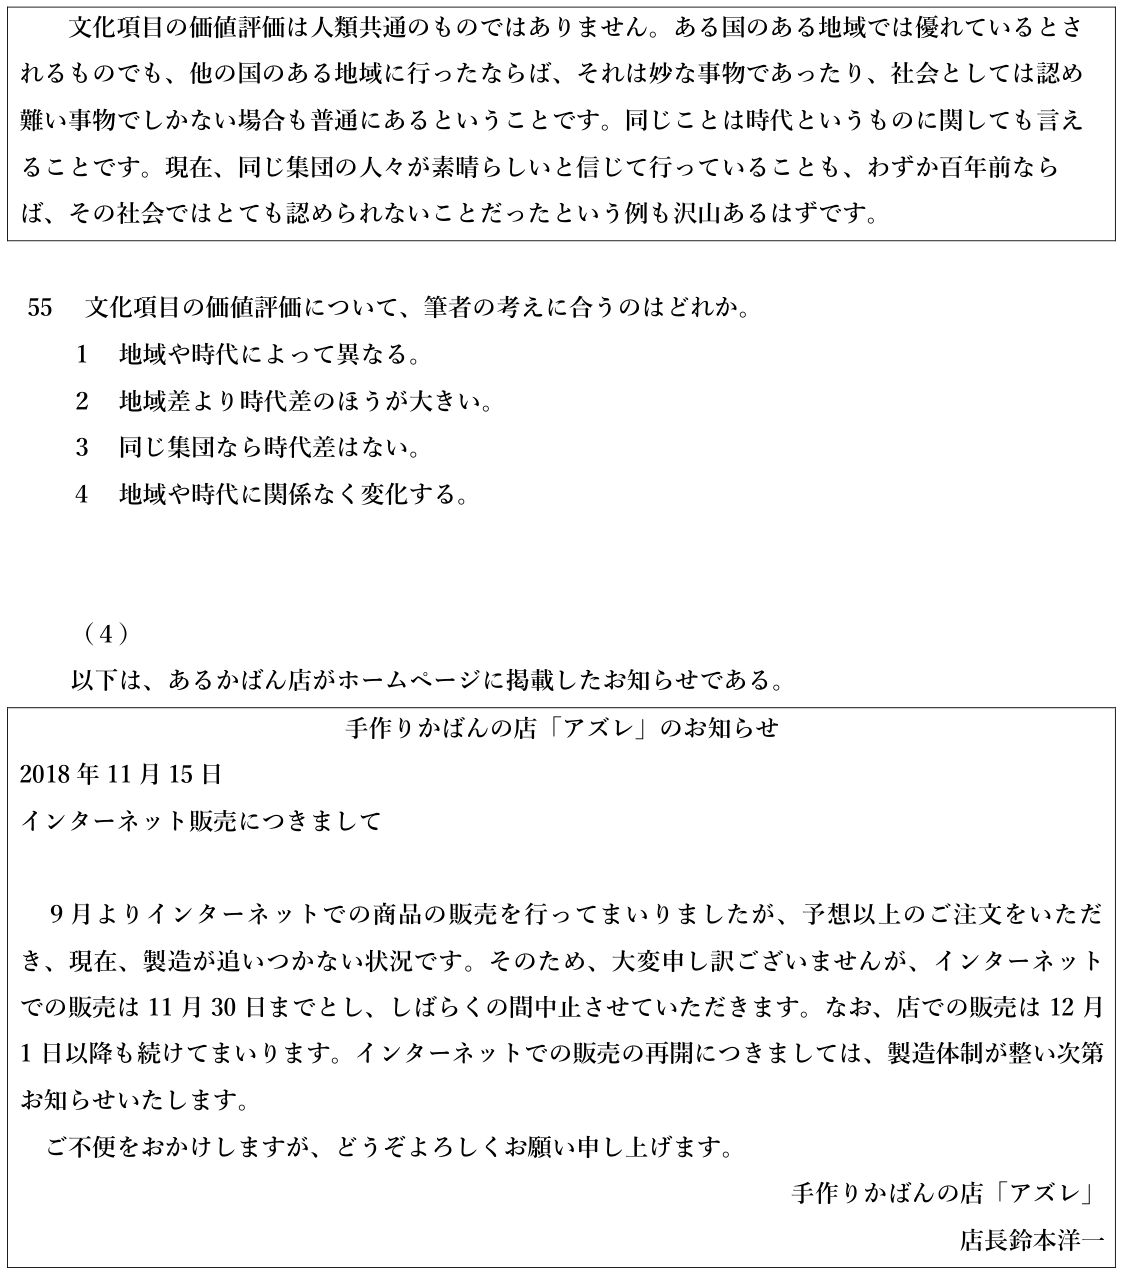 文化項目の価値評価は人類共通のものではありません。ある国のある地域では優れているとさ
れるものでも、他の国のある地域に行ったならば、それは妙な事物であったり、社会としては認め
難い事物でしかない場合も普通にあるということです。同じことは時代というものに関しても言え
ることです。現在、同じ集団の人々が素晴らしいと信じて行っていることも、わずか百年前なら
ば、その社会ではとても認められないことだったという例も沢山あるはずです。
55 文化項目の価値評価について、筆者の考えに合うのはどれか。
1 地域や時代によって異なる。
2 地域差より時代差のほうが大きい。
3 同じ集団なら時代差はない。
4 地域や時代に関係なく変化する。
（4）
以下は、あるかばん店がホームページに掲載したお知らせである。
手作りかばんの店「アズレ」のお知らせ
2018 年 11 月 15 日
インターネット販売につきまして
9 月よりインターネットでの商品の販売を行ってまいりましたが、予想以上のご注文をいただ
き、現在、製造が追いつかない状況です。そのため、大変申し訳ございませんが、インターネット
での販売は 11 月 30 日までとし、しばらくの間中止させていただきます。なお、店での販売は 12 月
1 日以降も続けてまいります。インターネットでの販売の再開につきましては、製造体制が整い次第
お知らせいたします。
ご不便をおかけしますが、どうぞよろしくお願い申し上げます。
手作りかばんの店「アズレ」
店長鈴本洋一